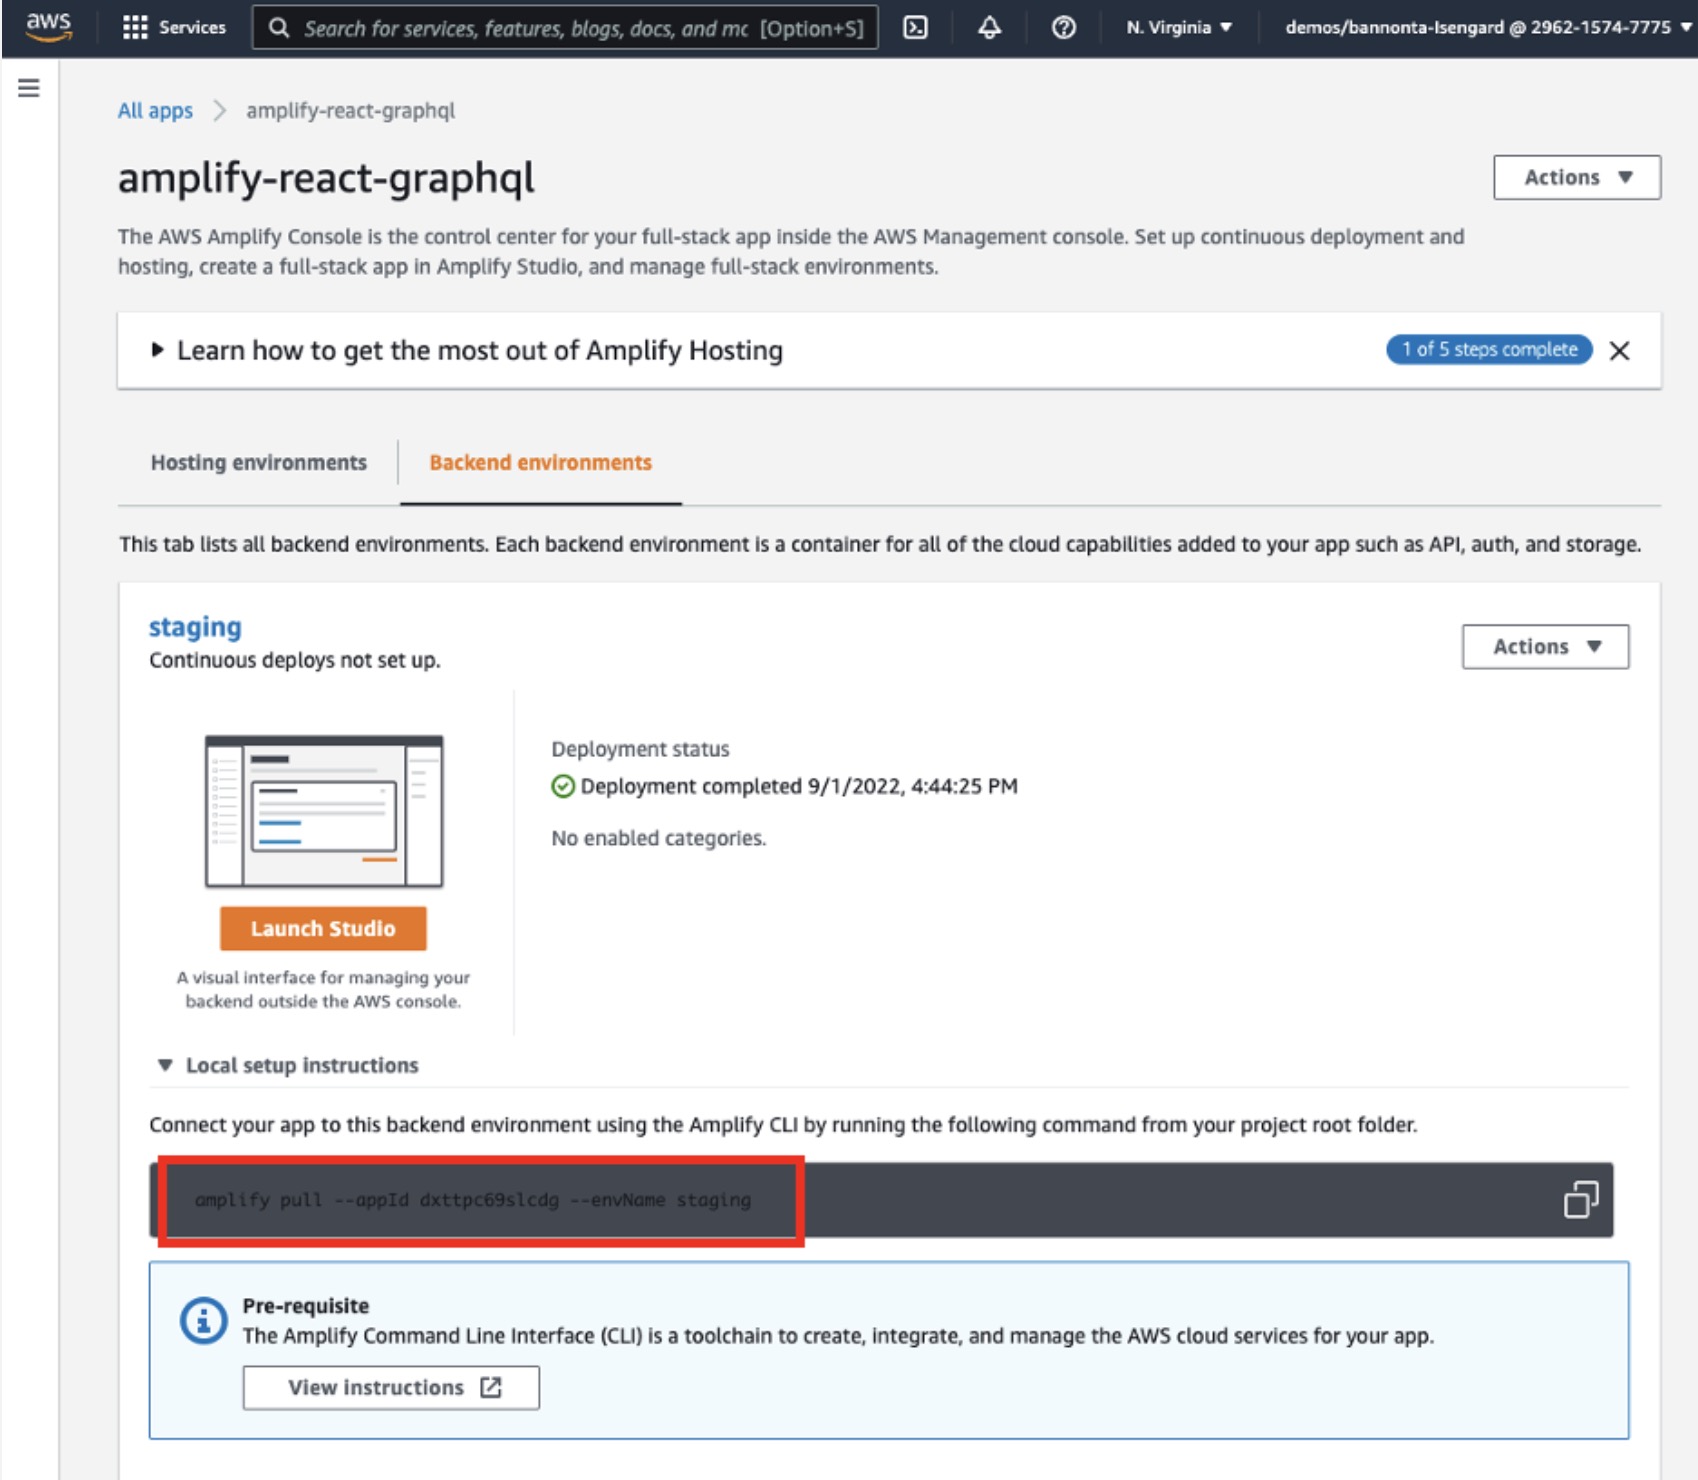 aws Services Search for services, features, blogs, docs, and mc [Option+S] N. Virginia demos/bannonta-Isengard @ 2962-1574-7775
All apps amplify-react-graphql
amplify-react-graphql
Actions
The AWS Amplify Console is the control center for your full-stack app inside the AWS Management console. Set up continuous deployment and
hosting, create a full-stack app in Amplify Studio, and manage full-stack environments.
Learn how to get the most out of Amplify Hosting
1 of 5 steps complete
Hosting environments Backend environments
This tab lists all backend environments. Each backend environment is a container for all of the cloud capabilities added to your app such as API, auth, and storage.
staging
Continuous deploys not set up.
Actions
Deployment status
Deployment completed 9/1/2022, 4:44:25 PM
No enabled categories.
Launch Studio
A visual interface for managing your
backend outside the AWS console.
Local setup instructions
Connect your app to this backend environment using the Amplify CLI by running the following command from your project root folder.
amplify pull --appId dxttpc69slcdg --envName staging
Pre-requisite
The Amplify Command Line Interface (CLI) is a toolchain to create, integrate, and manage the AWS cloud services for your app.
View instructions